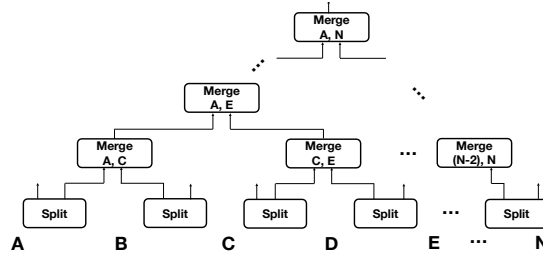 Merge
A, N
Merge
A, E
Merge
A, C
Merge
C, E
...
Merge
(N-2), N
Split
Split
Split
Split
...
Split
A
B
C
D
E
...
N